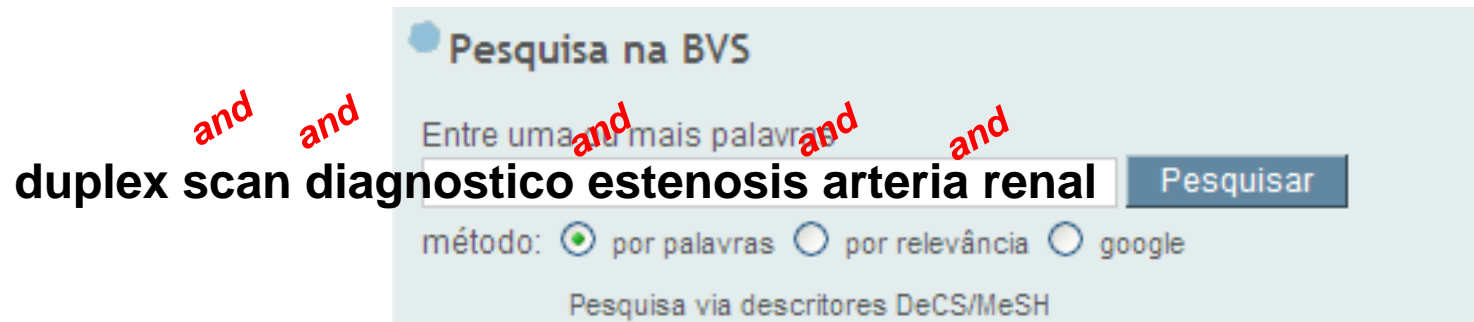 Pesquisa na BVS
and and and and and
Entre uma ou mais palavras
duplex scan diagnostico estenosis arteria renal Pesquisar
método: por palavras por relevância google
Pesquisa via descritores DeCS/MeSH